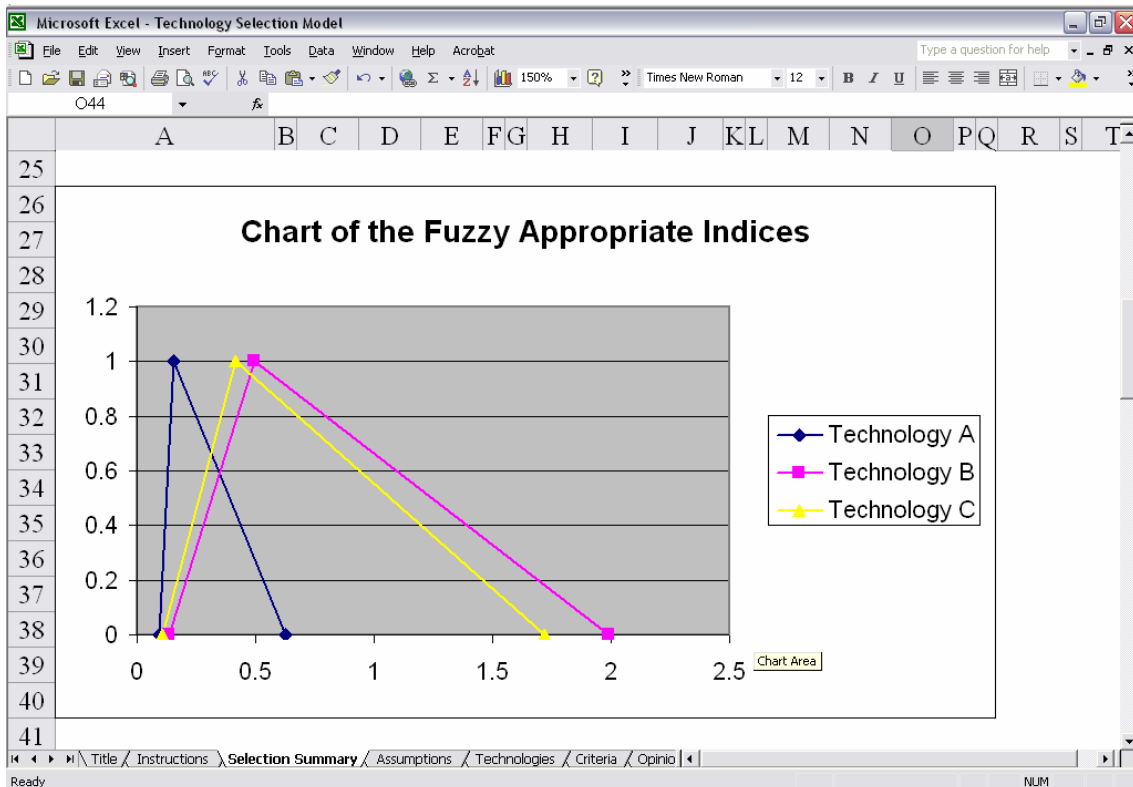 Microsoft Excel - Technology Selection Model
File Edit View Insert Format Tools Data Window Help Acrobat Type a question for help
150% Times New Roman 12 B I U
O44 fx
A B C D E F G H I J K L M N O P Q R S T
25
26
27
28
29
30
31
32
33
34
35
36
37
38
39
40
41
Chart of the Fuzzy Appropriate Indices
1.2
1
0.8
0.6
0.4
0.2
0
0 0.5 1 1.5 2 2.5
Technology A
Technology B
Technology C
Chart Area
Title Instructions Selection Summary Assumptions Technologies Criteria Opinio
Ready NUM